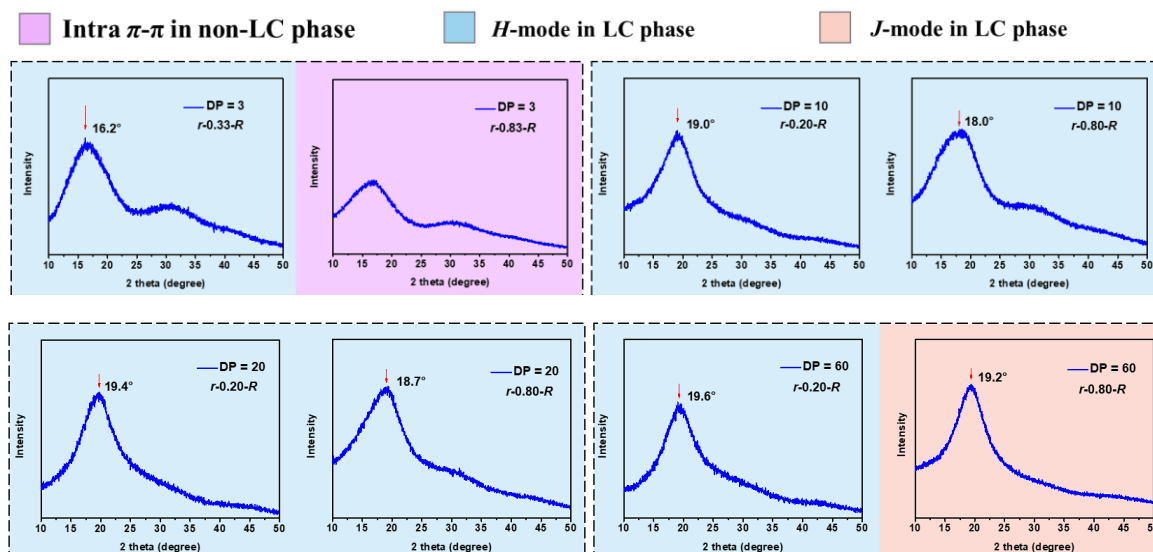 Intra π-π in non-LC phase
H-mode in LC phase
J-mode in LC phase
DP = 3
r-0.33-R
16.2°
Intensity
10 15 20 25 30 35 40 45 50
2 theta (degree)
DP = 3
r-0.83-R
Intensity
10 15 20 25 30 35 40 45 50
2 theta (degree)
DP = 10
r-0.20-R
19.0°
Intensity
10 15 20 25 30 35 40 45 50
2 theta (degree)
DP = 10
r-0.80-R
18.0°
Intensity
10 15 20 25 30 35 40 45 50
2 theta (degree)
DP = 20
r-0.20-R
19.4°
Intensity
10 15 20 25 30 35 40 45 50
2 theta (degree)
DP = 20
r-0.80-R
18.7°
Intensity
10 15 20 25 30 35 40 45 50
2 theta (degree)
DP = 60
r-0.20-R
19.6°
Intensity
10 15 20 25 30 35 40 45 50
2 theta (degree)
DP = 60
r-0.80-R
19.2°
Intensity
10 15 20 25 30 35 40 45 50
2 theta (degree)